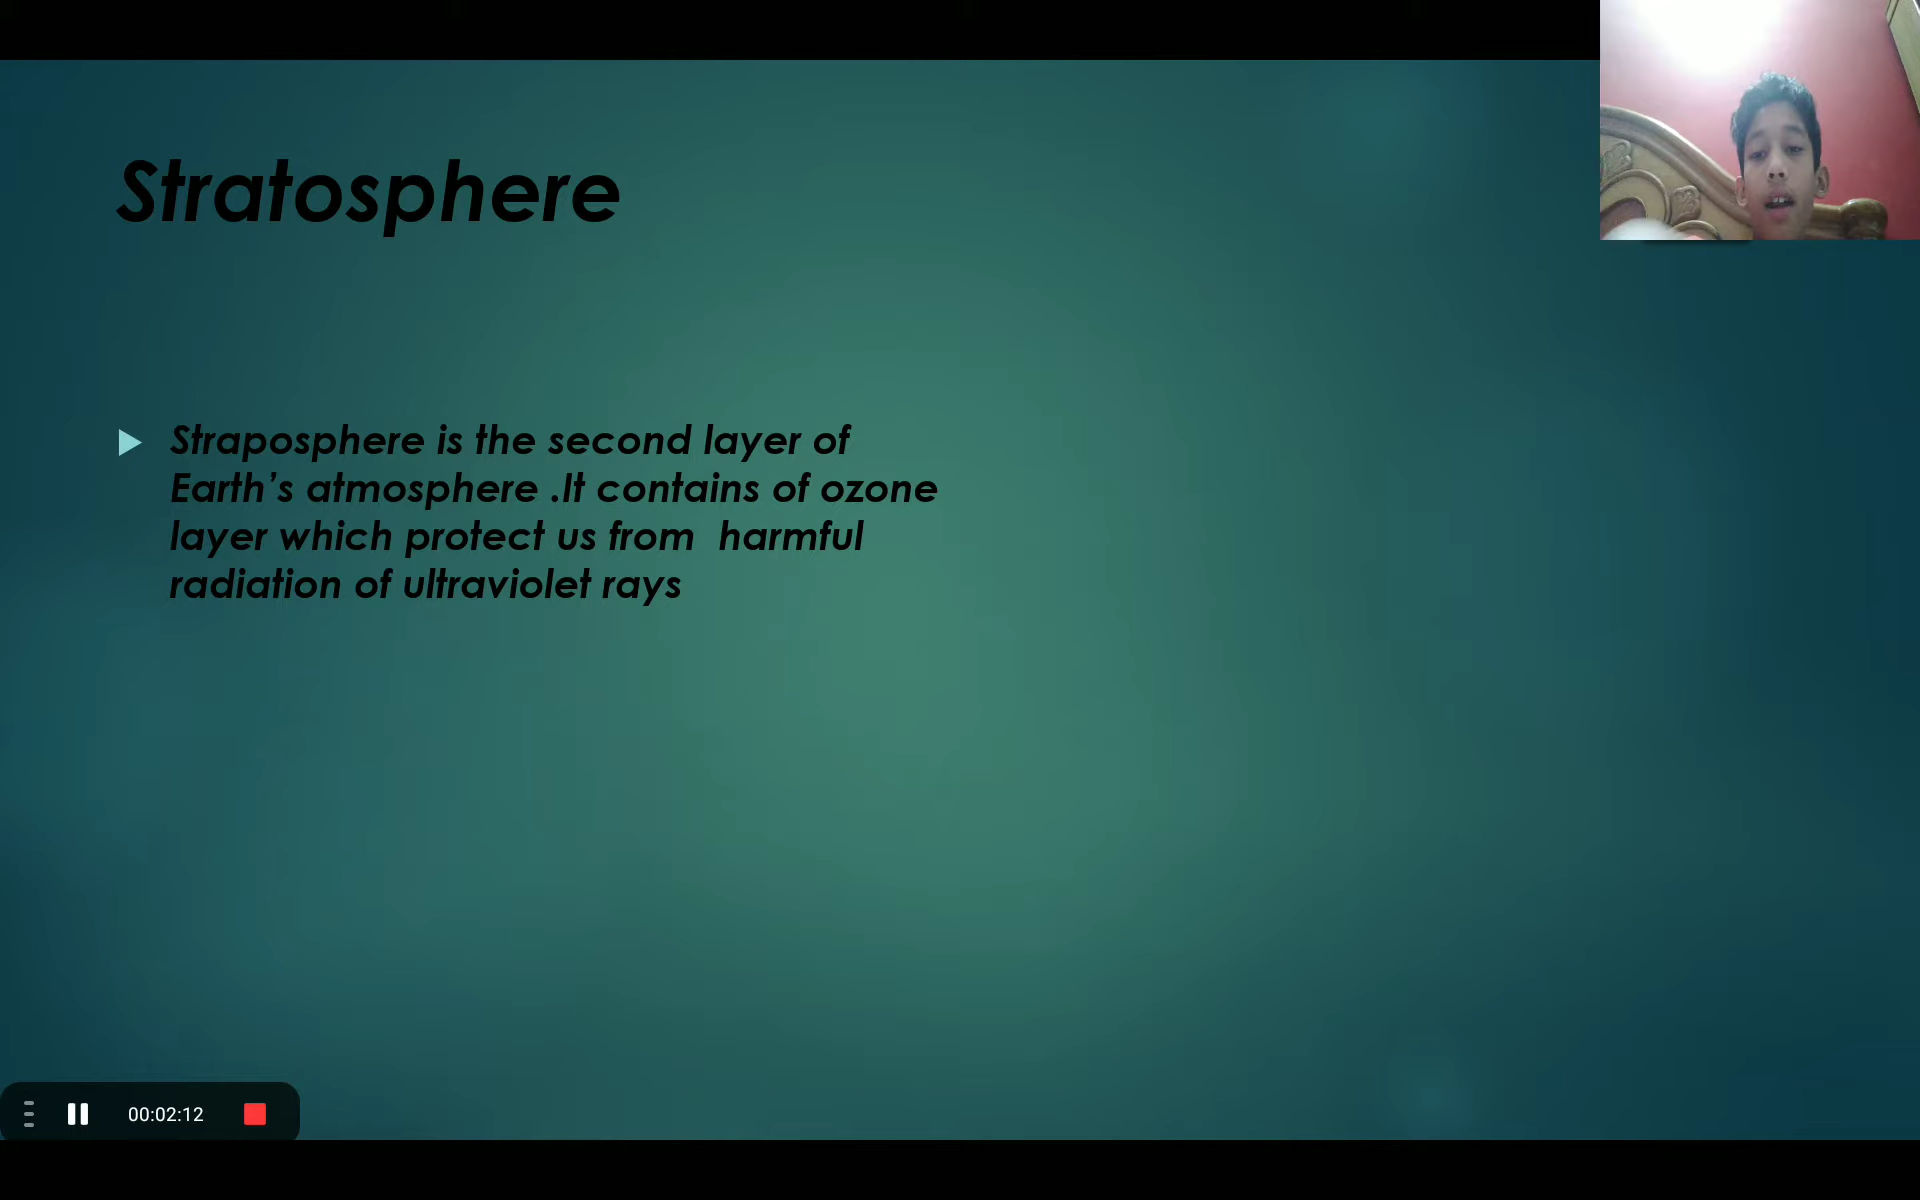 Stratosphere
Straposphere is the second layer of
Earth’s atmosphere .It contains of ozone
layer which protect us from  harmful
radiation of ultraviolet rays
00:02:12